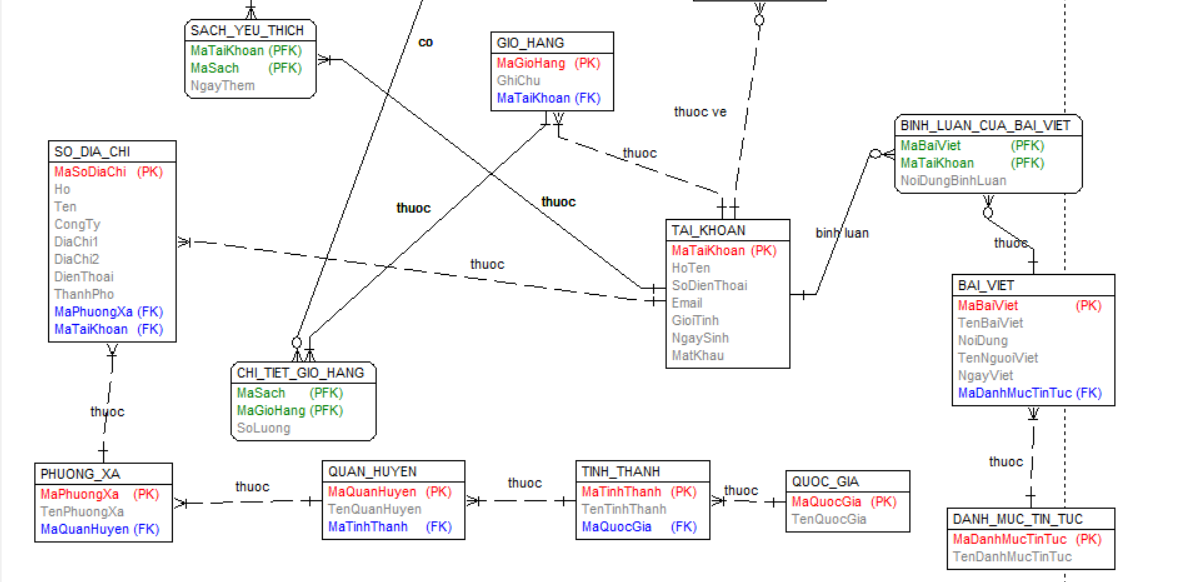 SACH_YEU_THICH
MaTaiKhoan (PFK)
MaSach (PFK)
NgayThem
co
GIO_HANG
MaGioHang (PK)
GhiChu
MaTaiKhoan (FK)
thuoc ve
thuoc
BINH_LUAN_CUA_BAI_VIET
MaBaiViet (PFK)
MaTaiKhoan (PFK)
NoiDungBinhLuan
SO_DIA_CHI
MaSoDiaChi (PK)
Ho
Ten
CongTy
DiaChi1
DiaChi2
DienThoai
ThanhPho
MaPhuongXa (FK)
MaTaiKhoan (FK)
thuoc
thuoc
thuoc
TAI_KHOAN
MaTaiKhoan (PK)
HoTen
SoDienThoai
Email
GioiTinh
NgaySinh
MatKhau
binh luan
thuoc
BAI_VIET
MaBaiViet (PK)
TenBaiViet
NoiDung
TenNguoiViet
NgayViet
MaDanhMucTinTuc (FK)
CHI_TIET_GIO_HANG
MaSach (PFK)
MaGioHang (PFK)
SoLuong
thuoc
thuoc
PHUONG_XA
MaPhuongXa (PK)
TenPhuongXa
MaQuanHuyen (FK)
thuoc
QUAN_HUYEN
MaQuanHuyen (PK)
TenQuanHuyen
MaTinhThanh (FK)
thuoc
TINH_THANH
MaTinhThanh (PK)
TenTinhThanh
MaQuocGia (FK)
thuoc
QUOC_GIA
MaQuocGia (PK)
TenQuocGia
DANH_MUC_TIN_TUC
MaDanhMucTinTuc (PK)
TenDanhMucTinTuc